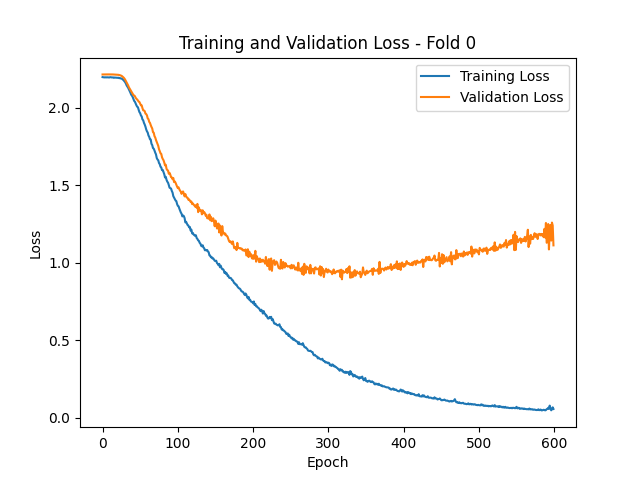 Training and Validation Loss - Fold 0
Training Loss
Validation Loss
Loss
2.0
1.5
1.0
0.5
0.0
0 100 200 300 400 500 600
Epoch